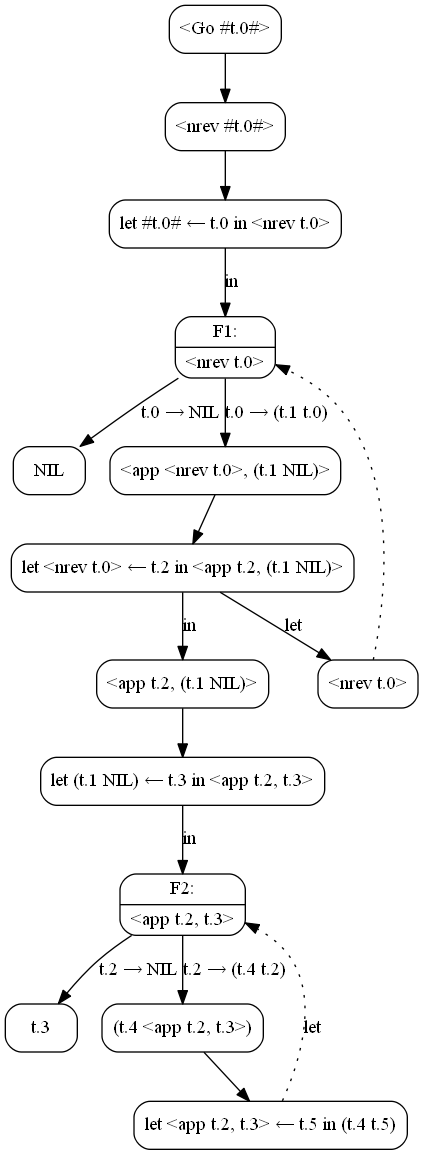 <Go #t.0#>
<nrev #t.0#>
let #t.0# ← t.0 in <nrev t.0>
in
F1:
<nrev t.0>
t.0 → NIL
t.0 → (t.1 t.0)
NIL
<app <nrev t.0>, (t.1 NIL)>
let <nrev t.0> ← t.2 in <app t.2, (t.1 NIL)>
in
let
<app t.2, (t.1 NIL)>
<nrev t.0>
let (t.1 NIL) ← t.3 in <app t.2, t.3>
in
F2:
<app t.2, t.3>
t.2 → NIL
t.2 → (t.4 t.2)
t.3
(t.4 <app t.2, t.3>)
let
let <app t.2, t.3> ← t.5 in (t.4 t.5)